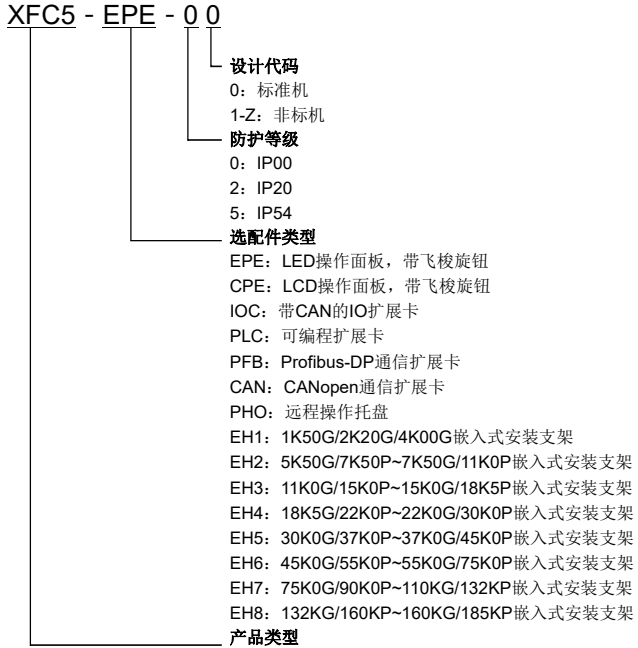 XFC5 - EPE - 0 0
设计代码
0：标准机
1-Z：非标机
防护等级
0：IP00
2：IP20
5：IP54
选配件类型
EPE：LED操作面板，带飞梭旋钮
CPE：LCD操作面板，带飞梭旋钮
IOC：带CAN的IO扩展卡
PLC：可编程扩展卡
PFB：Profibus-DP通信扩展卡
CAN：CANopen通信扩展卡
PHO：远程操作托盘
EH1：1K50G/2K20G/4K00G嵌入式安装支架
EH2：5K50G/7K50P~7K50G/11K0P嵌入式安装支架
EH3：11K0G/15K0P~15K0G/18K5P嵌入式安装支架
EH4：18K5G/22K0P~22K0G/30K0P嵌入式安装支架
EH5：30K0G/37K0P~37K0G/45K0P嵌入式安装支架
EH6：45K0G/55K0P~55K0G/75K0P嵌入式安装支架
EH7：75K0G/90K0P~110KG/132KP嵌入式安装支架
EH8：132KG/160KP~160KG/185KP嵌入式安装支架
产品类型